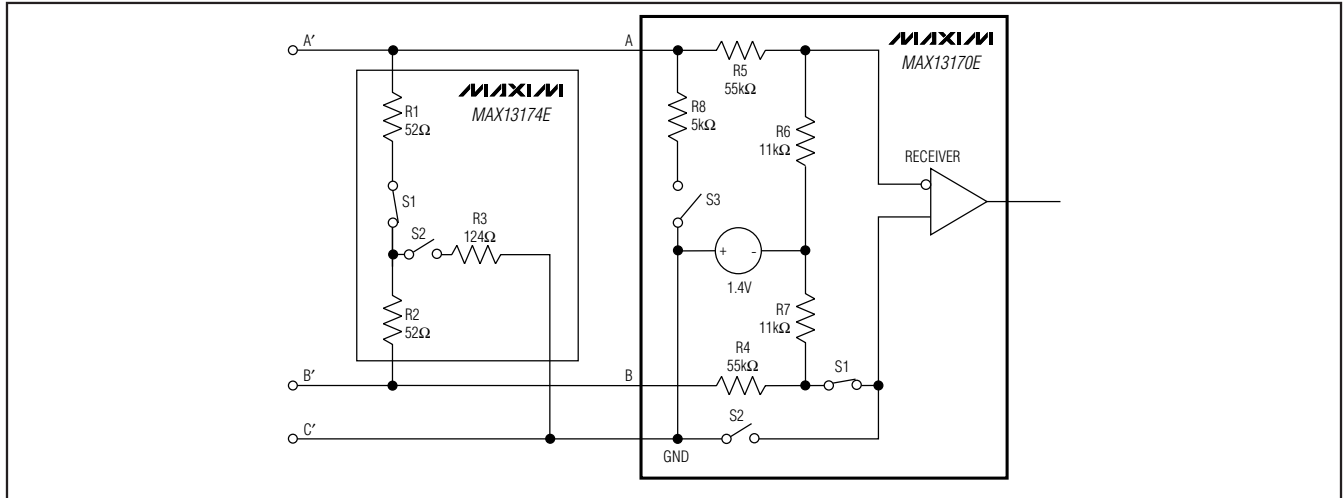 A′
A
MAXIM
MAX13170E
R5
55kΩ
MAXIM
MAX13174E
R1
52Ω
R8
5kΩ
R6
11kΩ
RECEIVER
S1
S3
S2
R3
124Ω
+
-
1.4V
R2
52Ω
R7
11kΩ
R4
55kΩ
S1
B′
B
S2
C′
GND